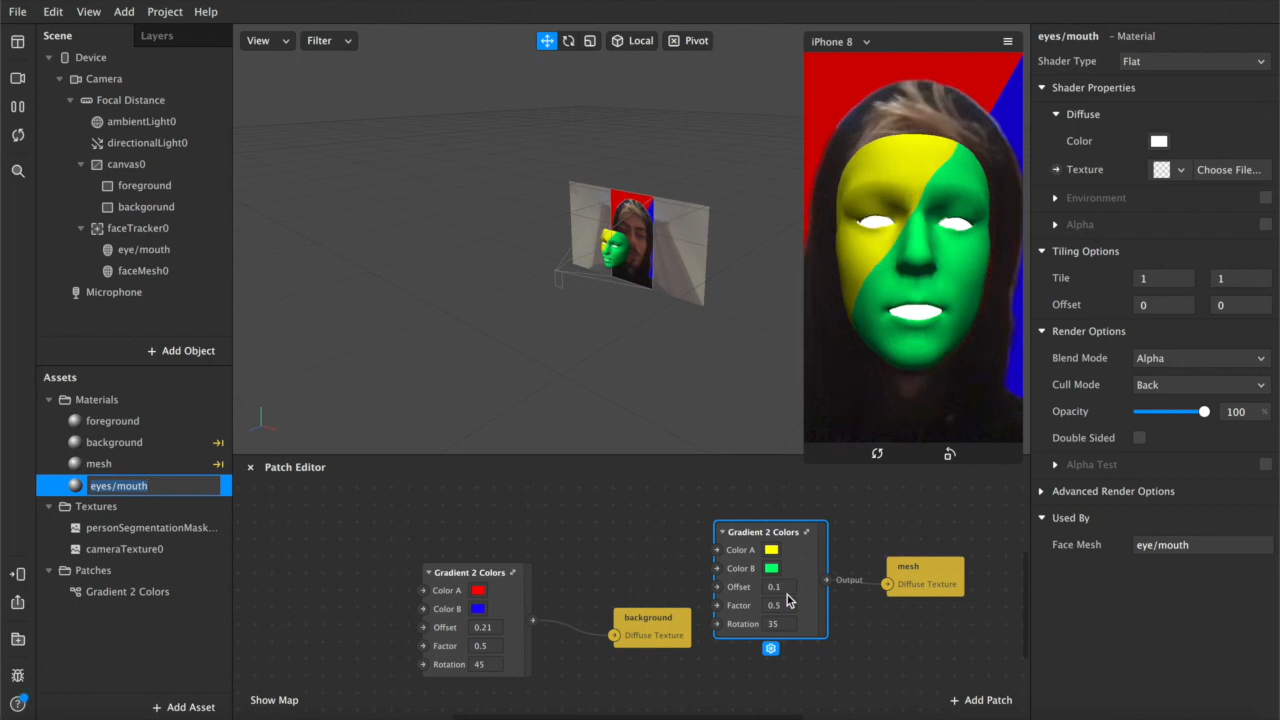 File Edit View Add Project Help
Scene Layers
Device
Camera
Focal Distance
ambientLight0
directionalLight0
canvas0
foreground
backgorund
faceTracker0
eye/mouth
faceMesh0
Microphone
+ Add Object
Assets
Materials
foreground
background
mesh
eyes/mouth
Textures
personSegmentationMask...
cameraTexture0
Patches
Gradient 2 Colors
+ Add Asset
View Filter Local Pivot
iPhone 8
Patch Editor
Gradient 2 Colors
Color A
Color B
Offset 0.21
Factor 0.5
Rotation 45
background
Diffuse Texture
Gradient 2 Colors
Color A
Color B
Offset 0.1
Factor 0.5
Rotation 35
Output
mesh
Diffuse Texture
Show Map
+ Add Patch
eyes/mouth - Material
Shader Type Flat
Shader Properties
Diffuse
Color
Texture Choose File...
Environment
Alpha
Tiling Options
Tile 1 1
Offset 0 0
Render Options
Blend Mode Alpha
Cull Mode Back
Opacity 100 %
Double Sided
Alpha Test
Advanced Render Options
Used By
Face Mesh eye/mouth